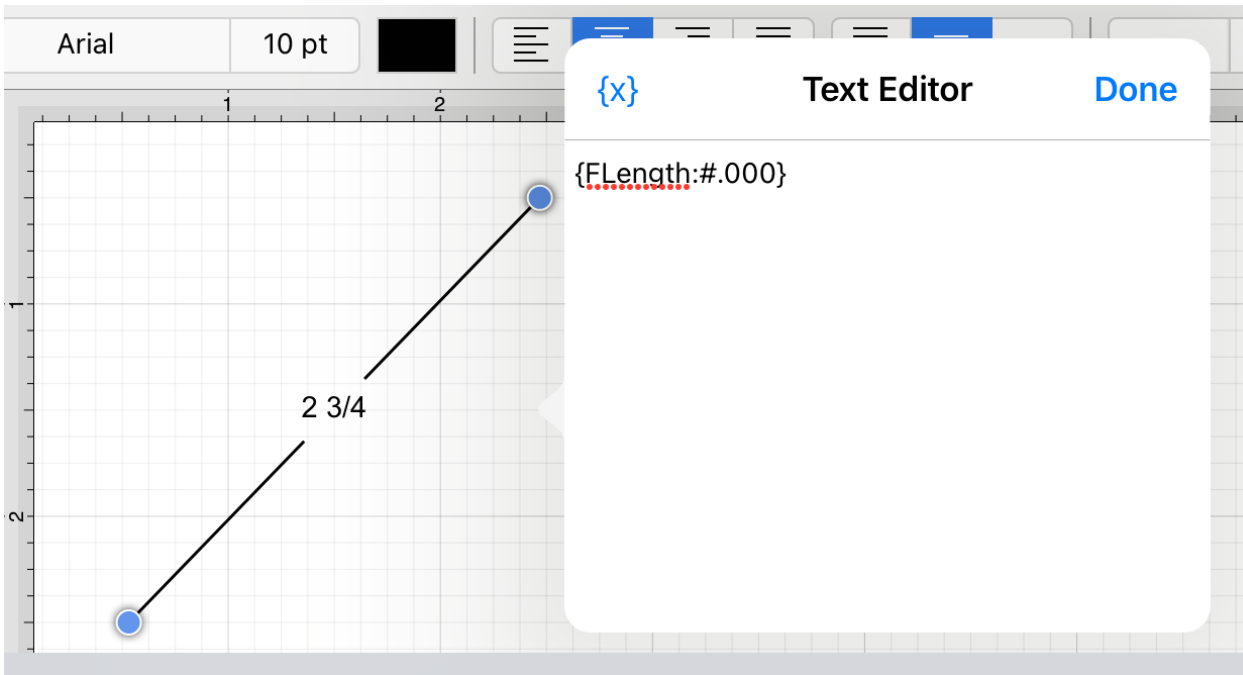 Arial 10 pt
{x} Text Editor Done
1 2
{FLength:#.000}
1
2 3/4
2